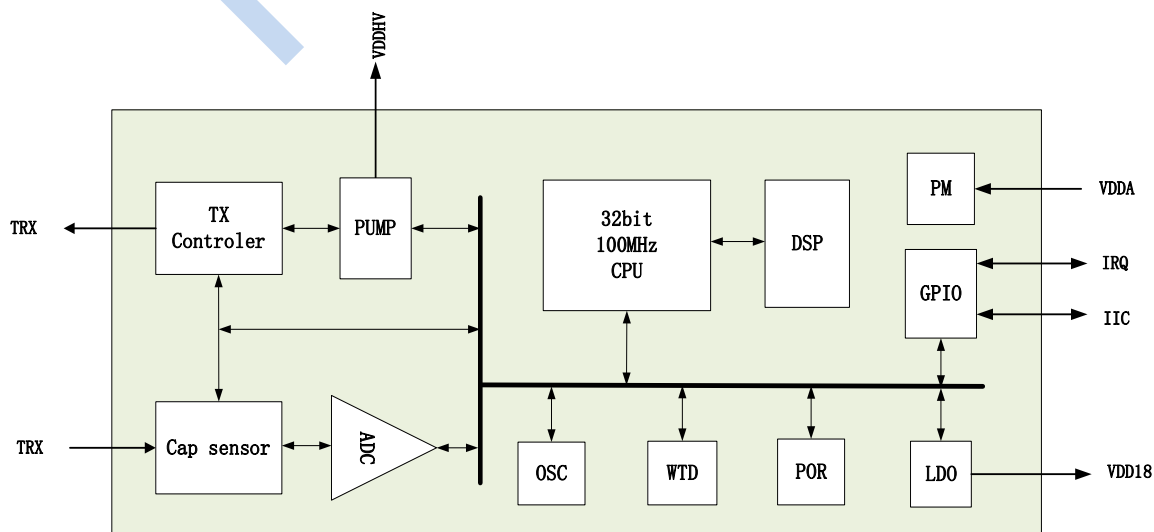 VDDHV
TRX
TX
Controler
PUMP
32bit
100MHz
CPU
DSP
PM
VDDA
GPIO
IRQ
IIC
TRX
Cap sensor
ADC
OSC
WTD
POR
LDO
VDD18